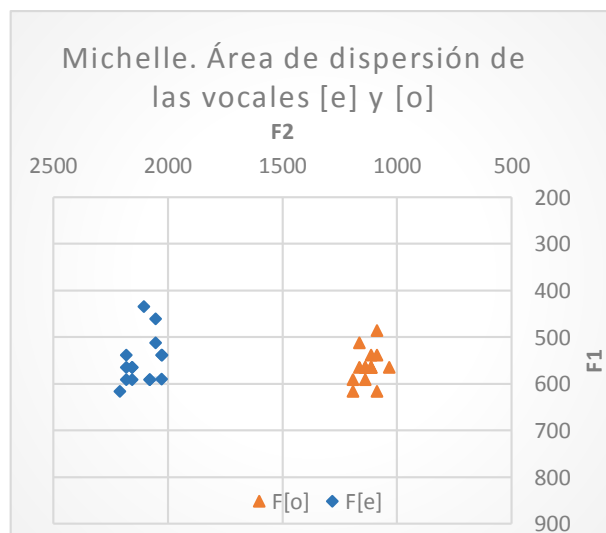 Michelle. Área de dispersión de
las vocales [e] y [o]
F2
2500 2000 1500 1000 500
200
300
400
500
600
700
800
900
F1
F[o] F[e]